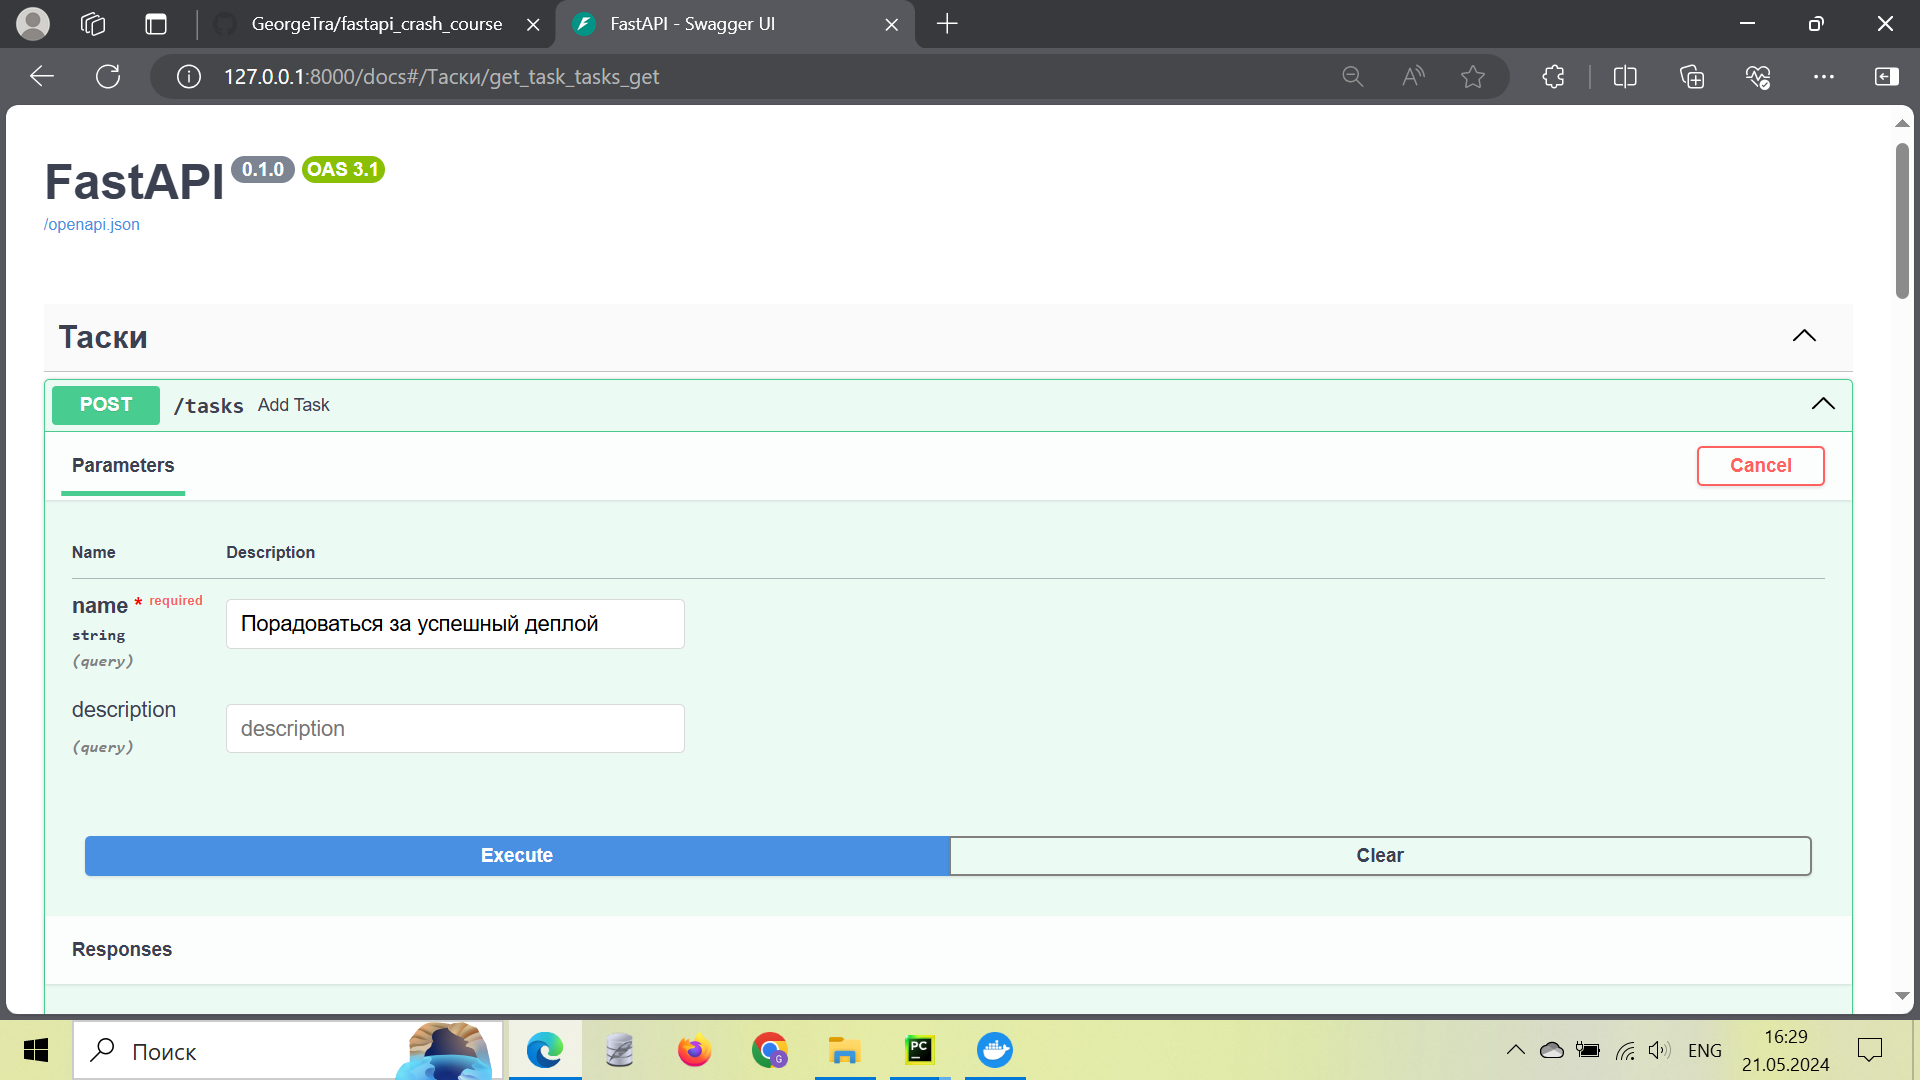 GeorgeTra/fastapi_crash_course
FastAPI - Swagger UI
127.0.0.1:8000/docs#/Таски/get_task_tasks_get
FastAPI 0.1.0 OAS 3.1
/openapi.json
Таски
POST /tasks Add Task
Parameters
Cancel
Name Description
name * required
string
(query)
Порадоваться за успешный деплой
description
(query)
description
Execute
Clear
Responses
Поиск
G
PC
ENG
16:29
21.05.2024